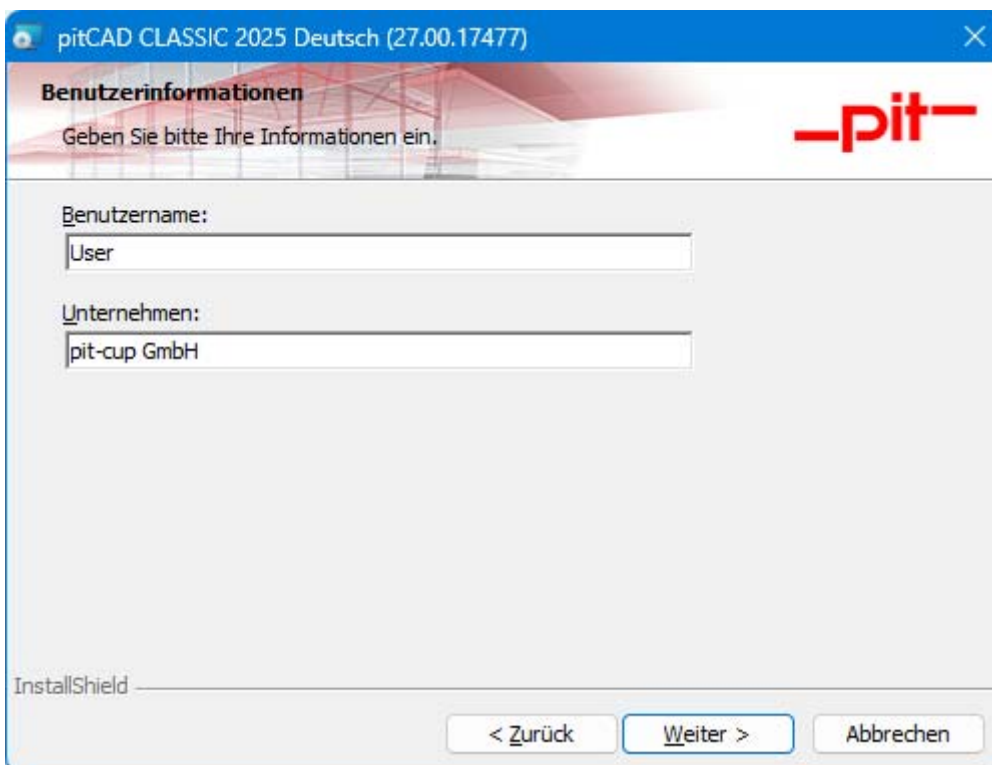 pitCAD CLASSIC 2025 Deutsch (27.00.17477)
Benutzerinformationen
Geben Sie bitte Ihre Informationen ein.
pit
Benutzername:
User
Unternehmen:
pit-cup GmbH
InstallShield
< Zurück
Weiter >
Abbrechen